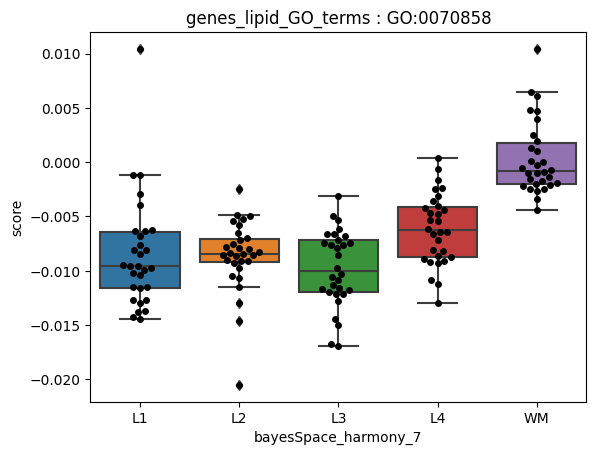 genes_lipid_GO_terms : GO:0070858
0.010
0.005
0.000
−0.005
−0.010
−0.015
−0.020
score
L1 L2 L3 L4 WM
bayesSpace_harmony_7